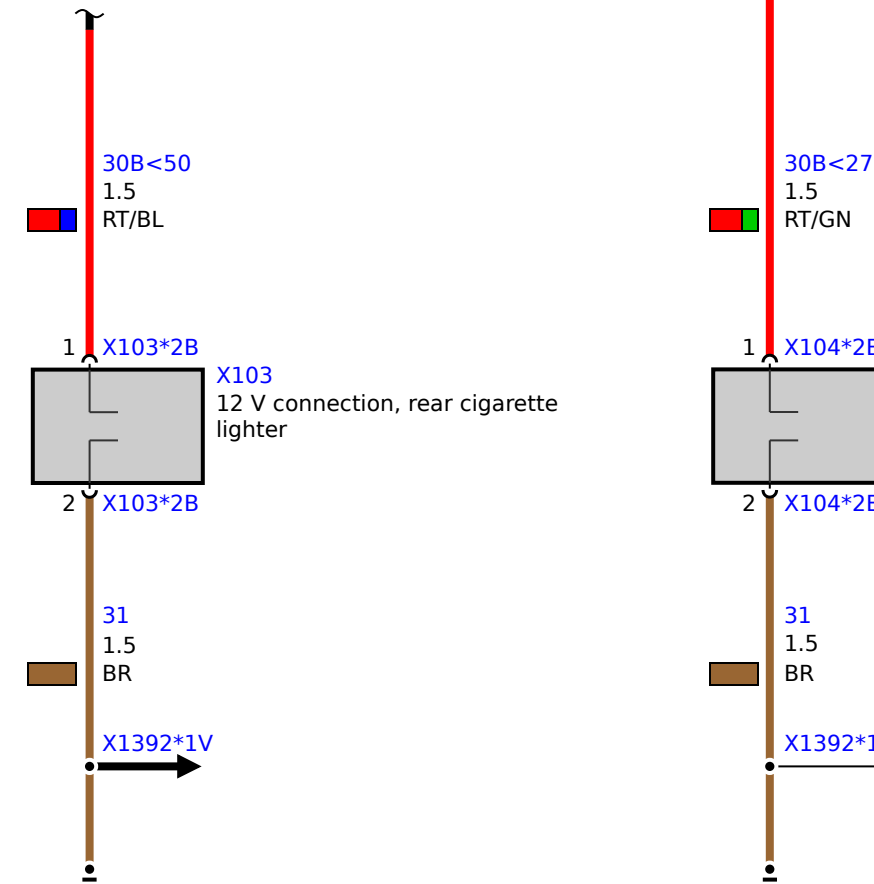 30B<50
1.5
RT/BL
1 X103*2B
X103
12 V connection, rear cigarette
lighter
2 X103*2B
31
1.5
BR
X1392*1V
30B<27
1.5
RT/GN
1
2
31
1.5
BR